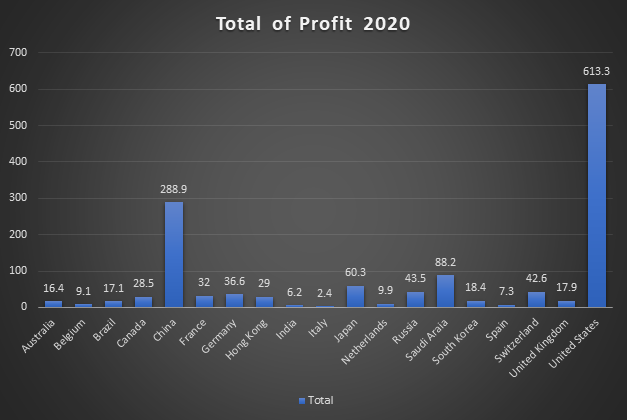 Total of Profit 2020
700
600
500
400
300
200
100
0
16.4
9.1
17.1
28.5
288.9
32
36.6
29
6.2
2.4
60.3
9.9
43.5
88.2
18.4
7.3
42.6
17.9
613.3
Australia
Belgium
Brazil
Canada
China
France
Germany
Hong Kong
India
Italy
Japan
Netherlands
Russia
Saudi Araia
South Korea
Spain
Switzerland
United Kingdom
United States
Total